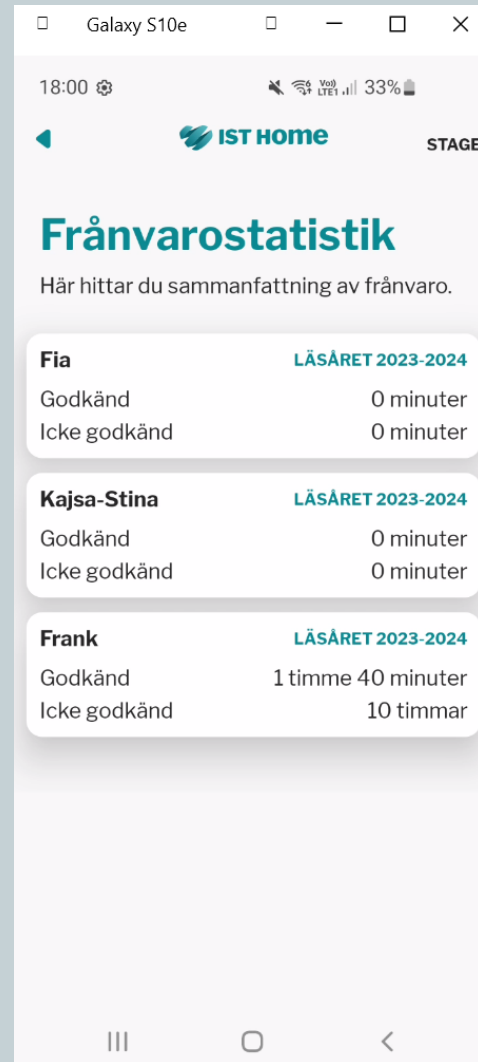 Galaxy S10e
18:00 33%
IST Home
STAGE
Frånvarostatistik
Här hittar du sammanfattning av frånvaro.
Fia LÄSÅRET 2023-2024
Godkänd 0 minuter
Icke godkänd 0 minuter
Kajsa-Stina LÄSÅRET 2023-2024
Godkänd 0 minuter
Icke godkänd 0 minuter
Frank LÄSÅRET 2023-2024
Godkänd 1 timme 40 minuter
Icke godkänd 10 timmar